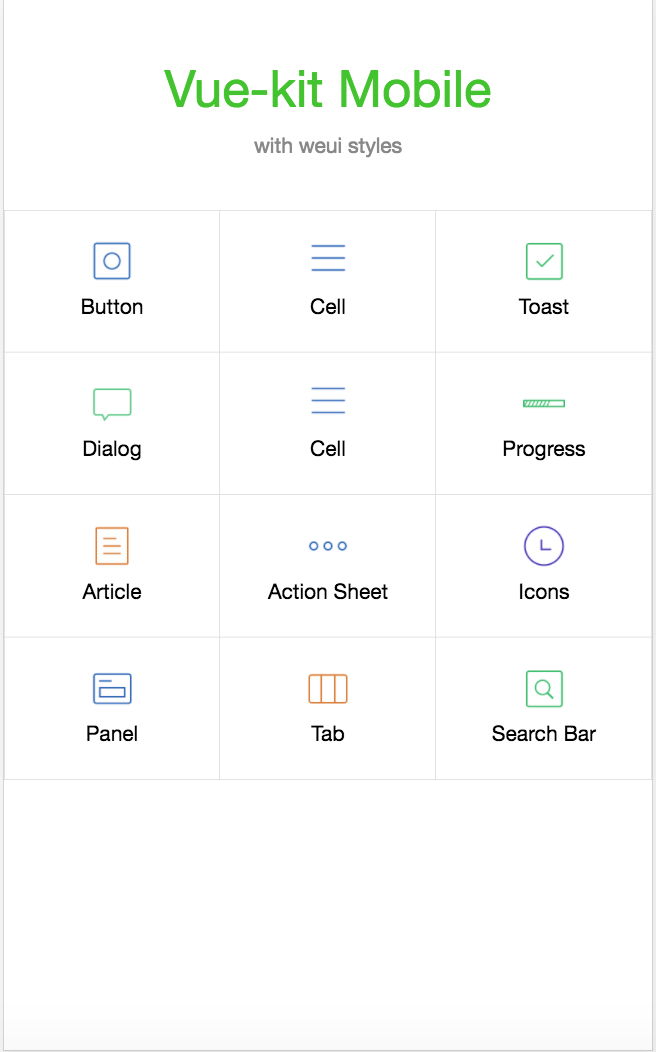 Vue-kit Mobile
with weui styles
Button
Cell
Toast
Dialog
Cell
Progress
Article
Action Sheet
Icons
Panel
Tab
Search Bar